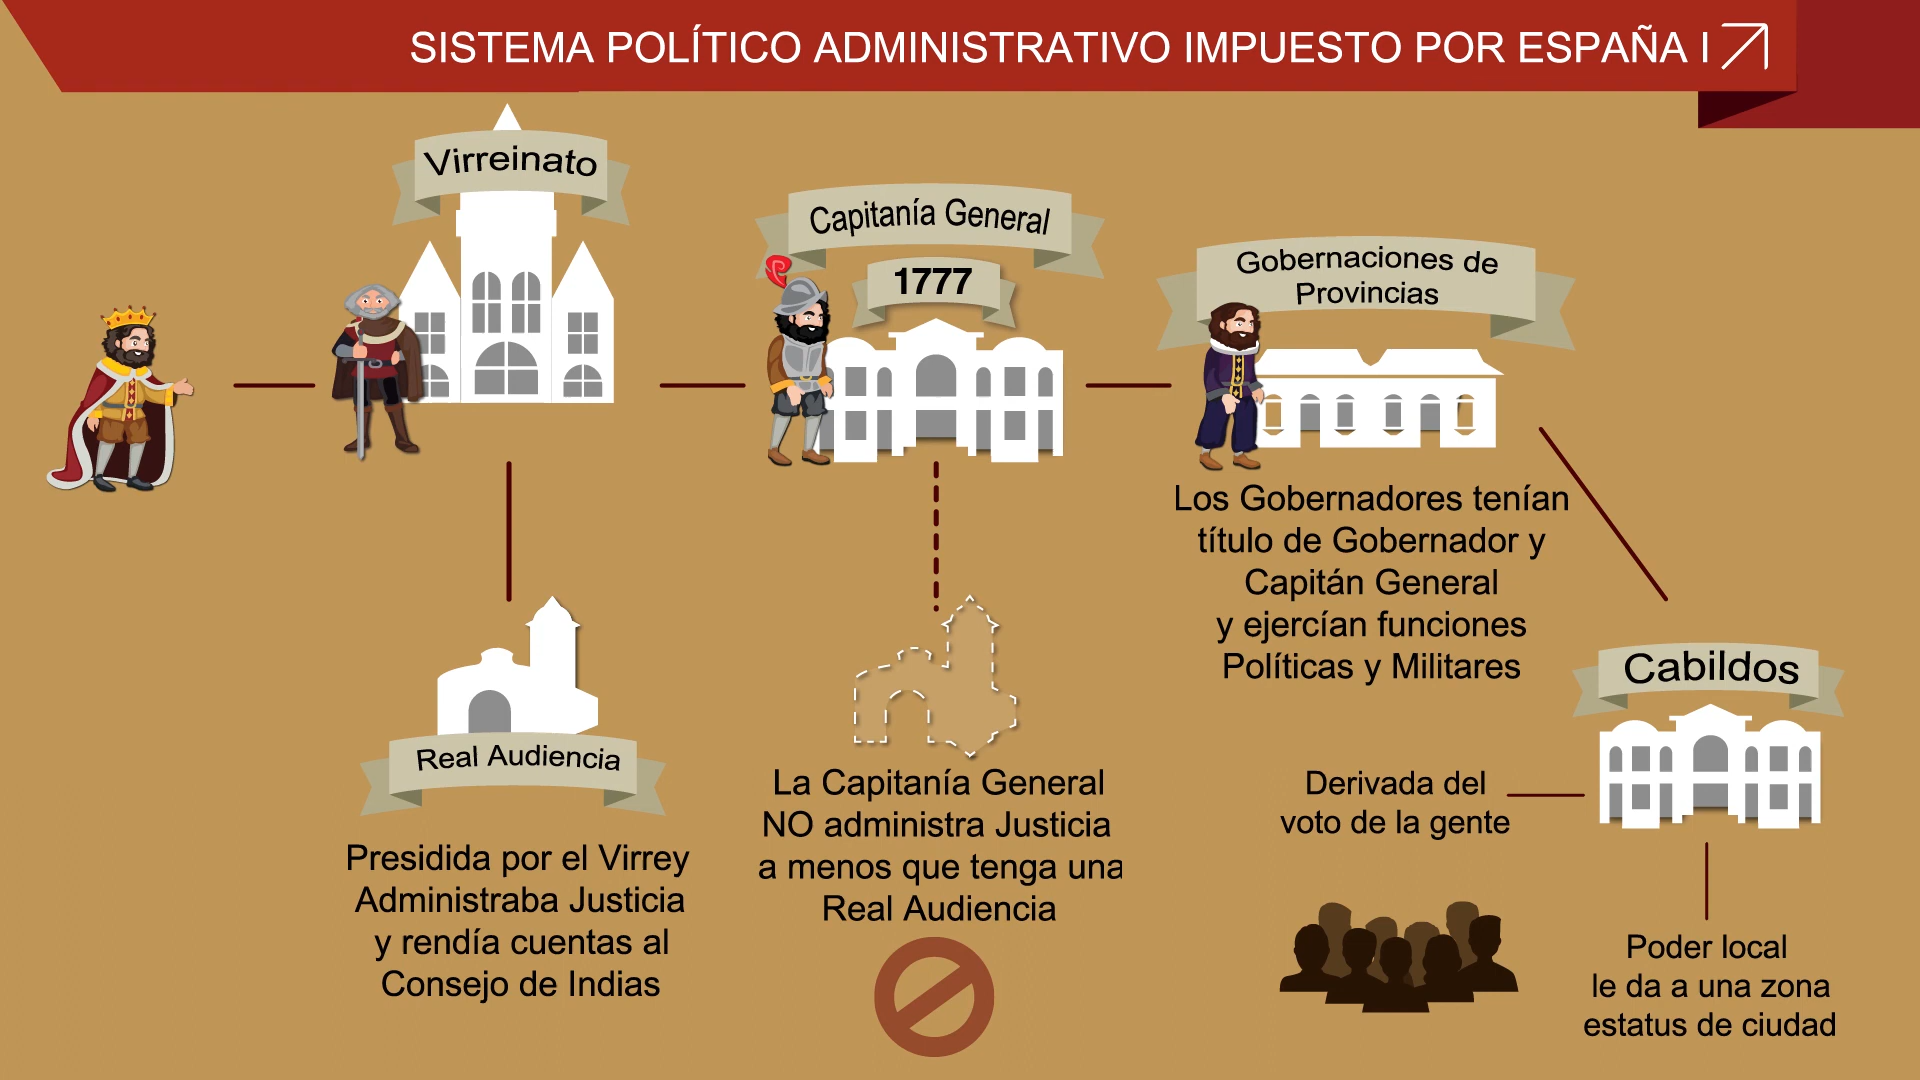 SISTEMA POLÍTICO ADMINISTRATIVO IMPUESTO POR ESPAÑA I
Virreinato
Capitanía General
1777
Gobernaciones de
Provincias
Los Gobernadores tenían
título de Gobernador y
Capitán General
y ejercían funciones
Políticas y Militares
Real Audiencia
Presidida por el Virrey
Administraba Justicia
y rendía cuentas al
Consejo de Indias
La Capitanía General
NO administra Justicia
a menos que tenga una
Real Audiencia
Cabildos
Derivada del
voto de la gente
Poder local
le da a una zona
estatus de ciudad